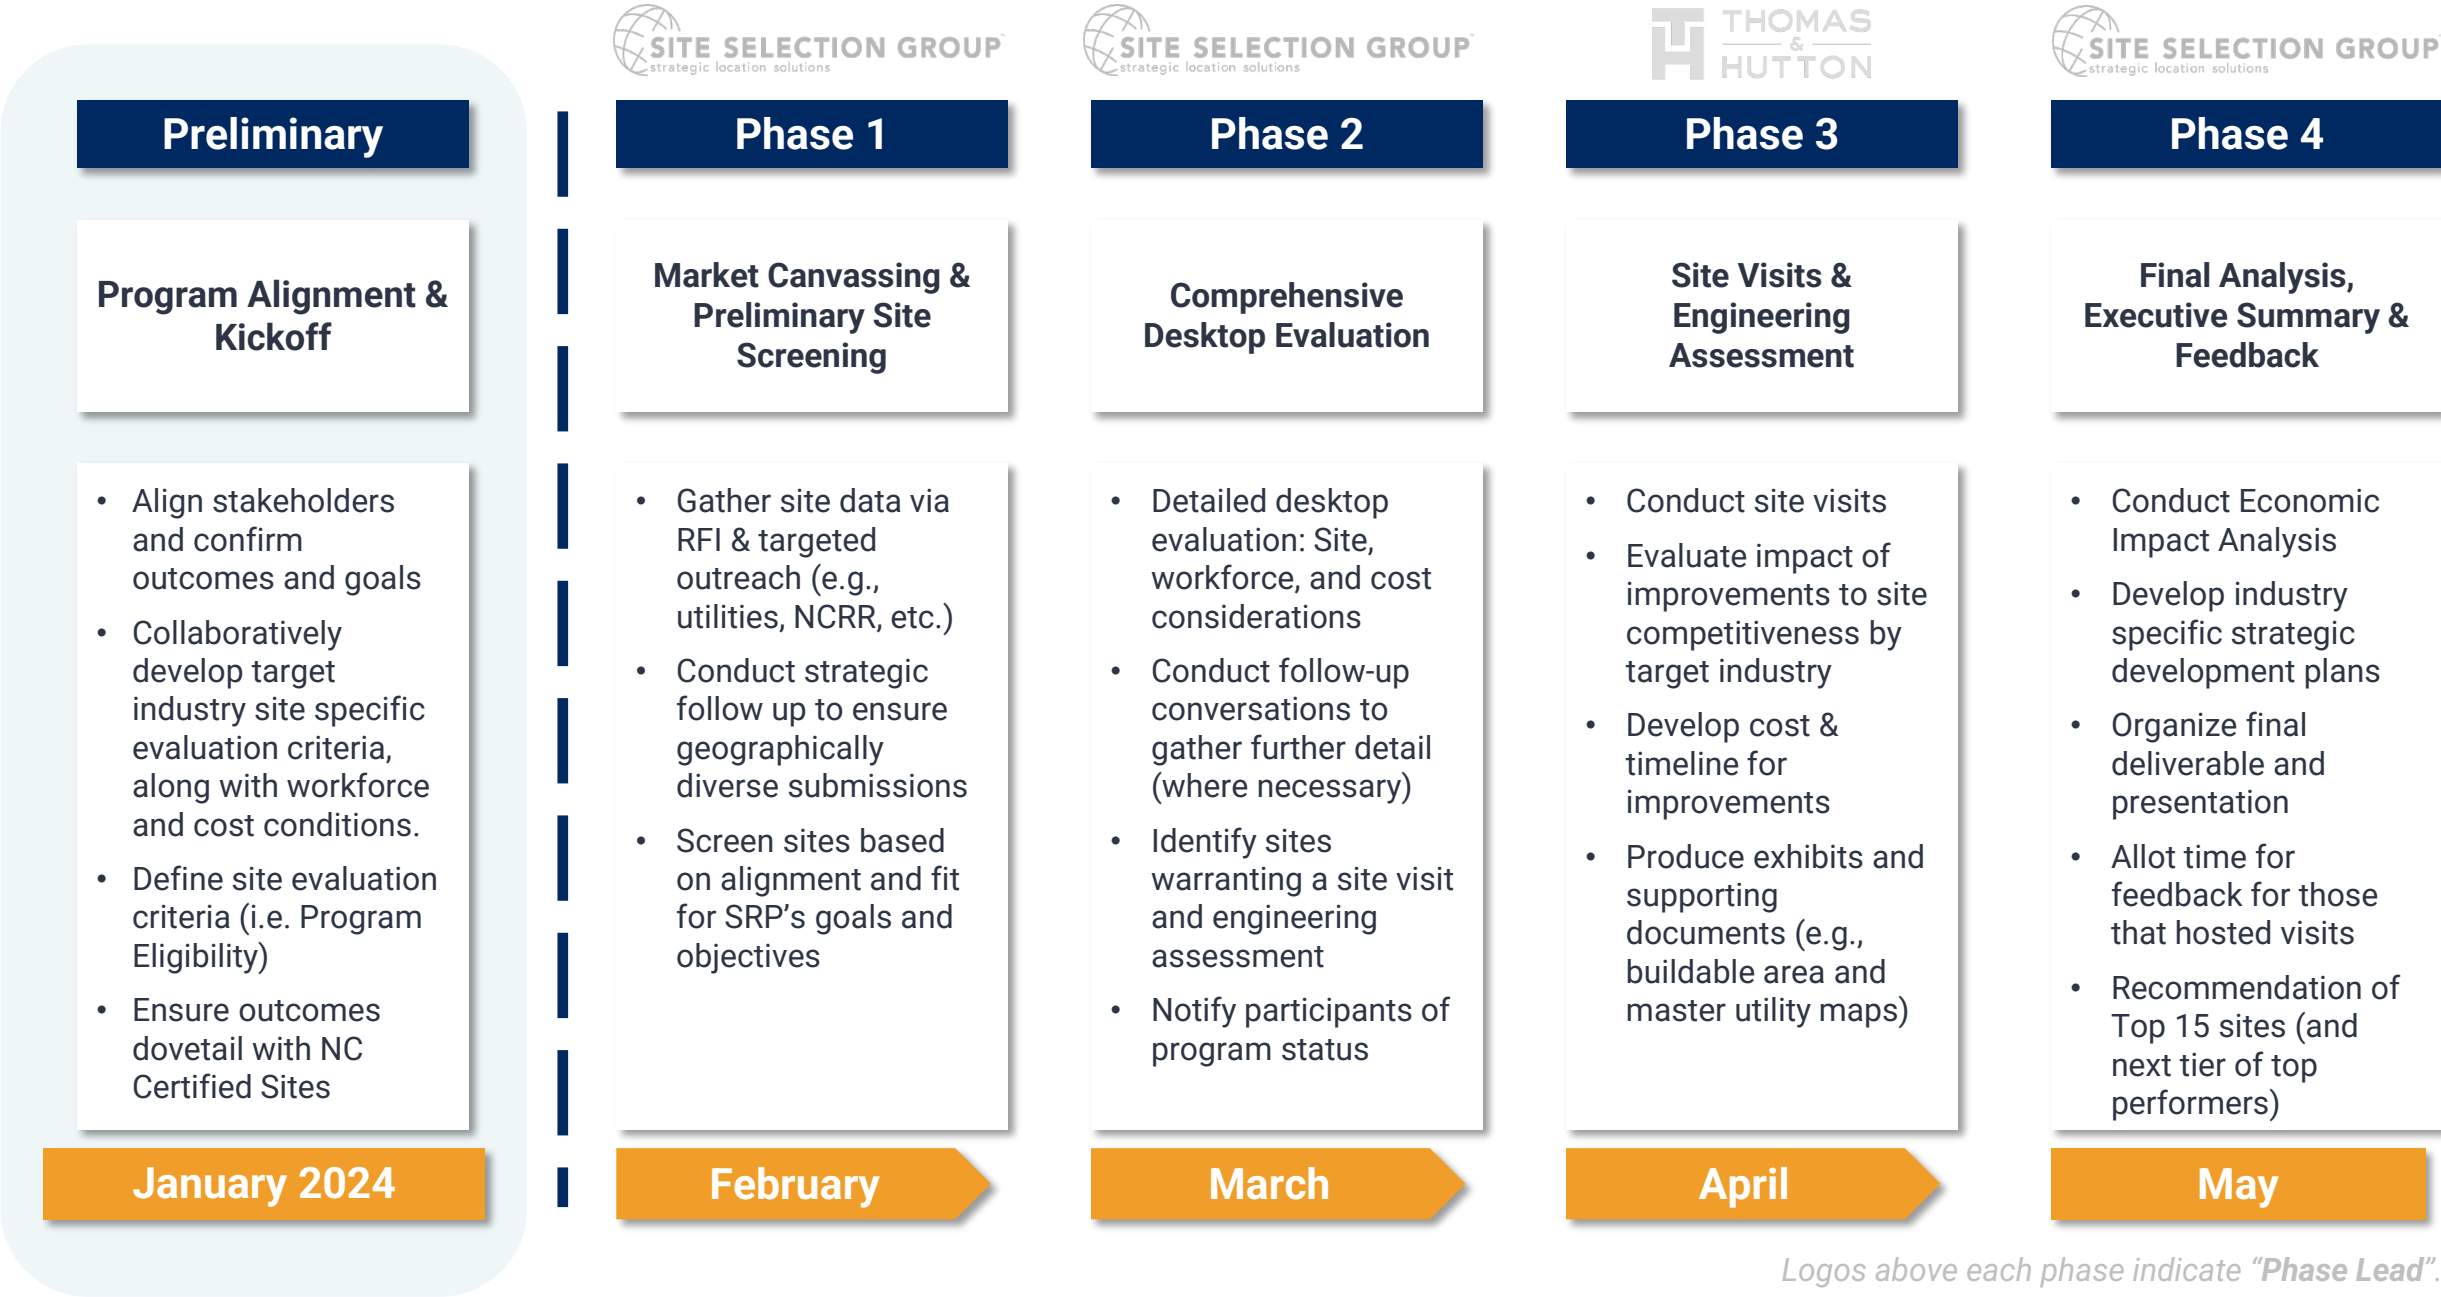 SITE SELECTION GROUP
strategic location solutions
SITE SELECTION GROUP
strategic location solutions
THOMAS
&
HUTTON
SITE SELECTION GROUP
strategic location solutions
Preliminary
Program Alignment &
Kickoff
• Align stakeholders
and confirm
outcomes and goals
• Collaboratively
develop target
industry site specific
evaluation criteria,
along with workforce
and cost conditions.
• Define site evaluation
criteria (i.e. Program
Eligibility)
• Ensure outcomes
dovetail with NC
Certified Sites
January 2024
Phase 1
Market Canvassing &
Preliminary Site
Screening
• Gather site data via
RFI & targeted
outreach (e.g.,
utilities, NCRR, etc.)
• Conduct strategic
follow up to ensure
geographically
diverse submissions
• Screen sites based
on alignment and fit
for SRP’s goals and
objectives
February
Phase 2
Comprehensive
Desktop Evaluation
• Detailed desktop
evaluation: Site,
workforce, and cost
considerations
• Conduct follow-up
conversations to
gather further detail
(where necessary)
• Identify sites
warranting a site visit
and engineering
assessment
• Notify participants of
program status
March
Phase 3
Site Visits &
Engineering
Assessment
• Conduct site visits
• Evaluate impact of
improvements to site
competitiveness by
target industry
• Develop cost &
timeline for
improvements
• Produce exhibits and
supporting
documents (e.g.,
buildable area and
master utility maps)
April
Phase 4
Final Analysis,
Executive Summary &
Feedback
• Conduct Economic
Impact Analysis
• Develop industry
specific strategic
development plans
• Organize final
deliverable and
presentation
• Allot time for
feedback for those
that hosted visits
• Recommendation of
Top 15 sites (and
next tier of top
performers)
May
Logos above each phase indicate “Phase Lead”.